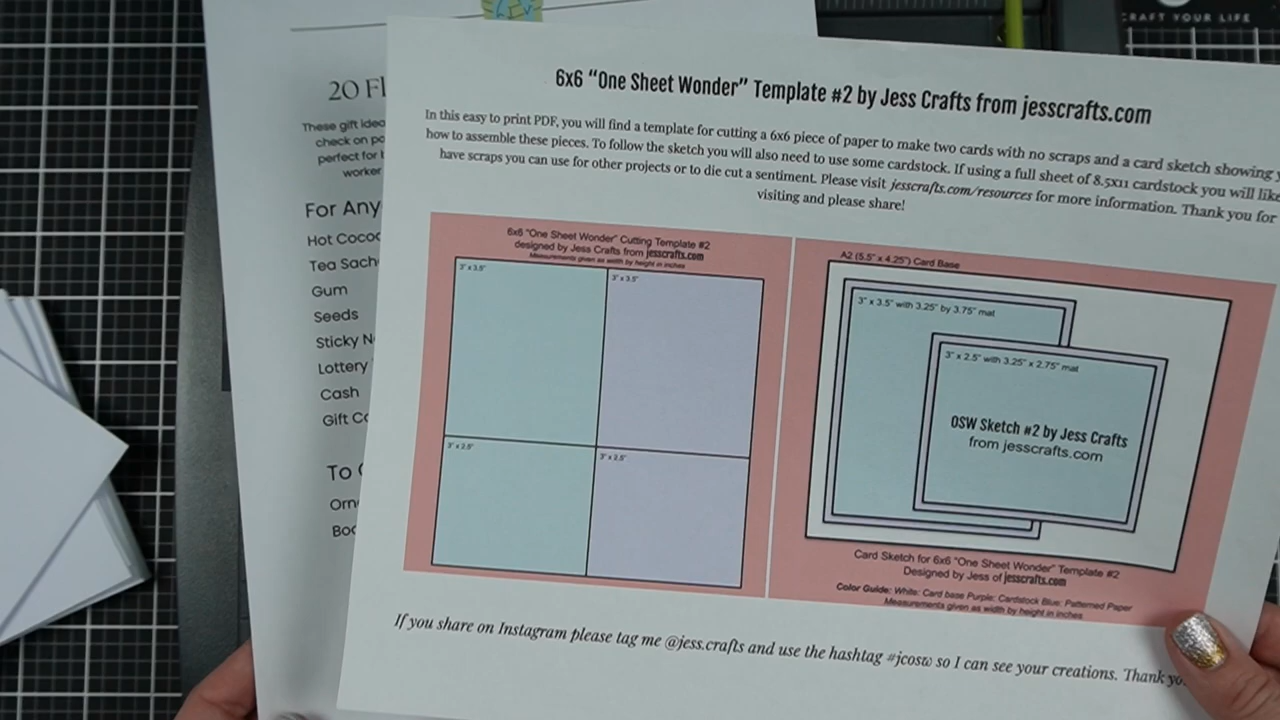 CRAFT YOUR LIFE
20 Fl
These gift idea
check on po
perfect for
worker
For Any
Hot Coco
Tea Sach
Gum
Seeds
Sticky N
Lottery
Cash
Gift Co
To
Orn
Boo
6x6 “One Sheet Wonder” Template #2 by Jess Crafts from jesscrafts.com
In this easy to print PDF, you will find a template for cutting a 6x6 piece of paper to make two cards with no scraps and a card sketch showing
how to assemble these pieces. To follow the sketch you will also need to use some cardstock. If using a full sheet of 8.5x11 cardstock you will like
have scraps you can use for other projects or to die cut a sentiment. Please visit jesscrafts.com/resources for more information. Thank you for
visiting and please share!
6x6 "One Sheet Wonder" Cutting Template #2
designed by Jess Crafts from jesscrafts.com
Measurements given as width by height in inches
3" x 3.5"
3" x 3.5"
3" x 2.5"
3" x 2.5"
A2 (5.5" x 4.25") Card Base
3" x 3.5" with 3.25" by 3.75" mat
3" x 2.5" with 3.25" x 2.75" mat
OSW Sketch #2 by Jess Crafts
from jesscrafts.com
Card Sketch for 6x6 "One Sheet Wonder" Template #2
Designed by Jess of jesscrafts.com
Color Guide: White: Card base Purple: Cardstock Blue: Patterned Paper
Measurements given as width by height in inches
If you share on Instagram please tag me @jess.crafts and use the hashtag #jcosw so I can see your creations. Thank yo